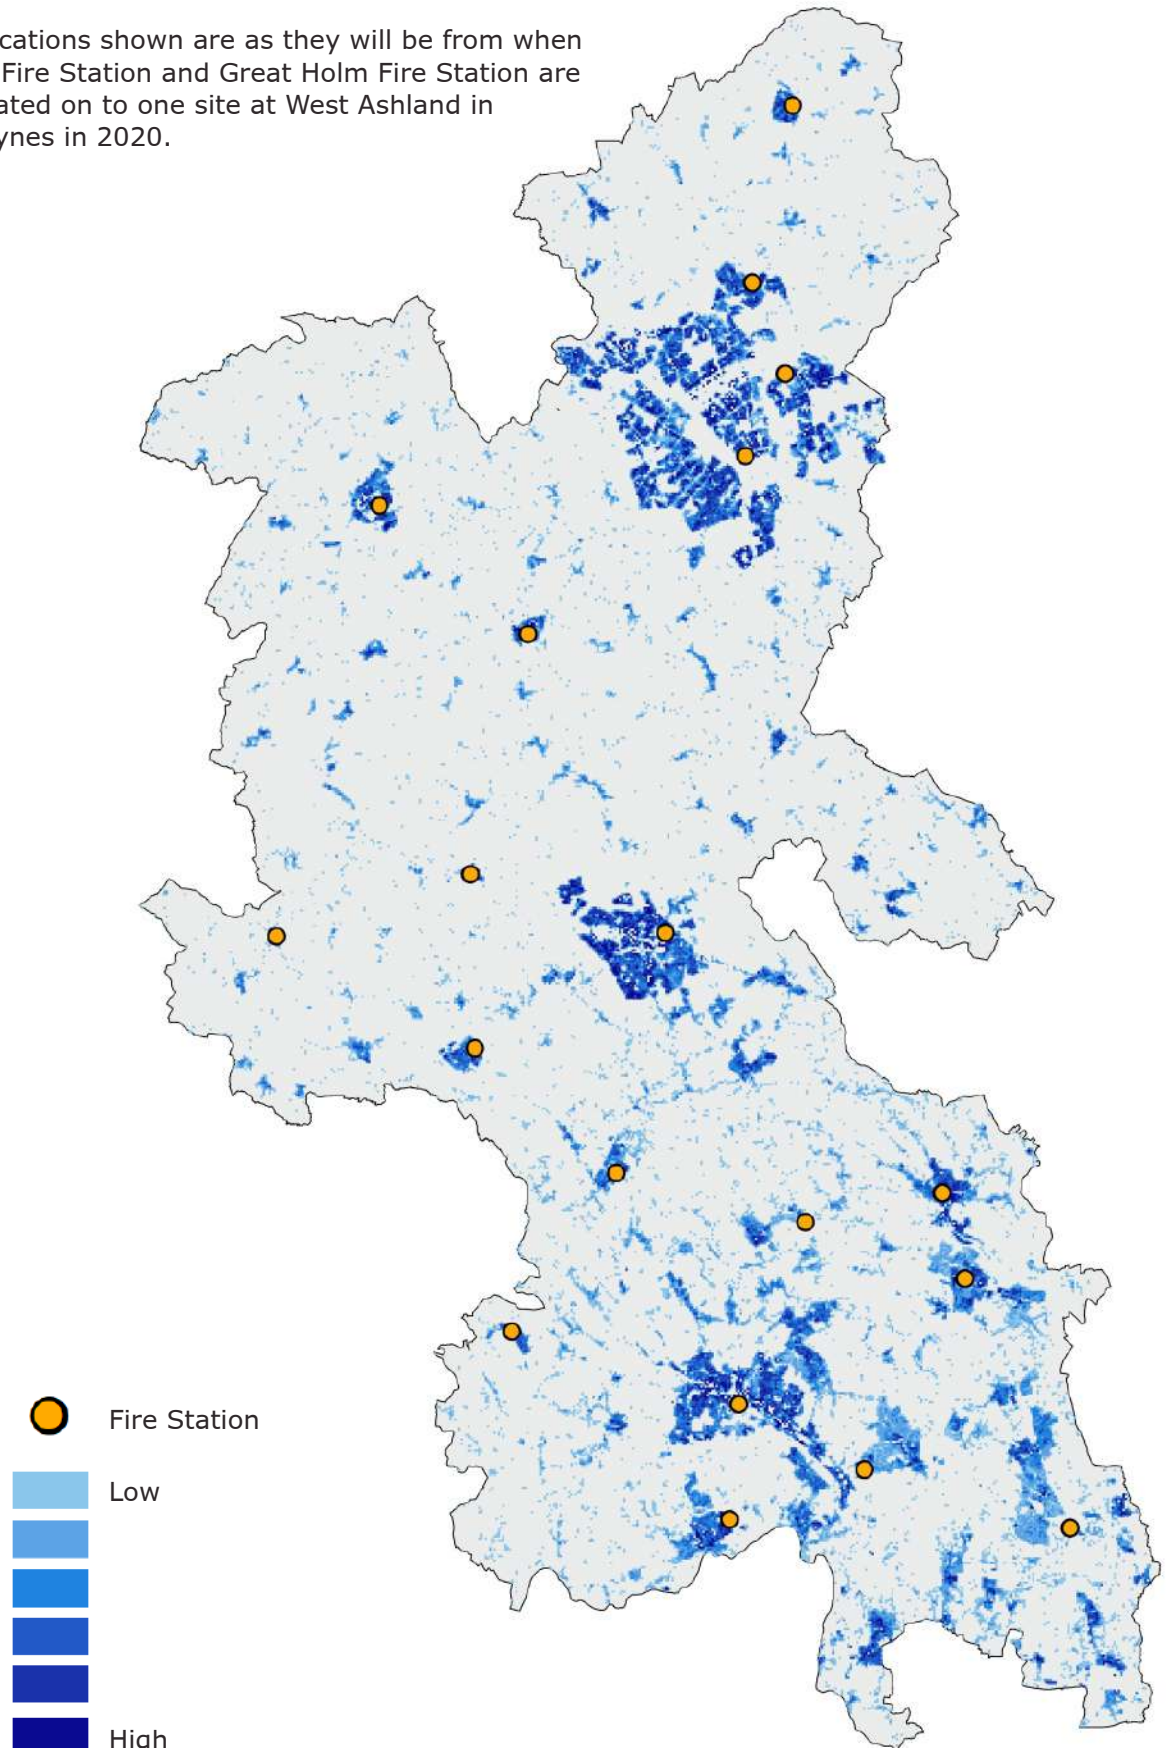 cations shown are as they will be from when
Fire Station and Great Holm Fire Station are
ated on to one site at West Ashland in
ynes in 2020.
Fire Station
Low
High